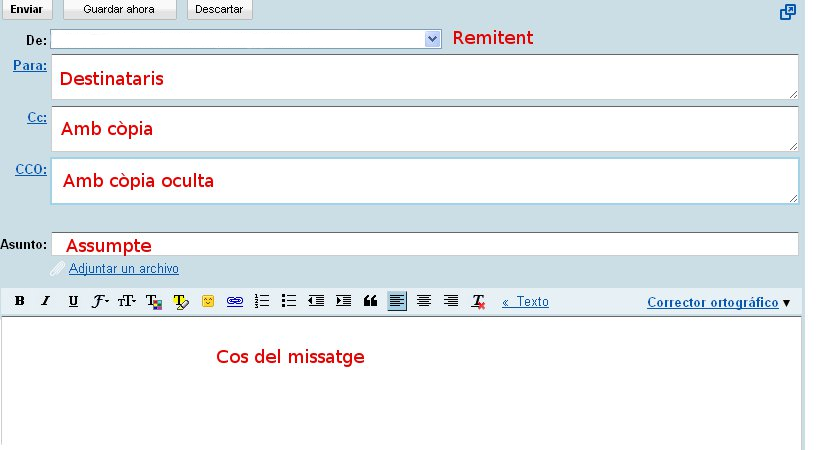 Enviar Guardar ahora Descartar
De: Remitent
Para: Destinataris
Cc: Amb còpia
CCO: Amb còpia oculta
Asunto: Assumpte
Adjuntar un archivo
B I U F TT T T T « Texto Corrector ortográfico ▼
Cos del missatge